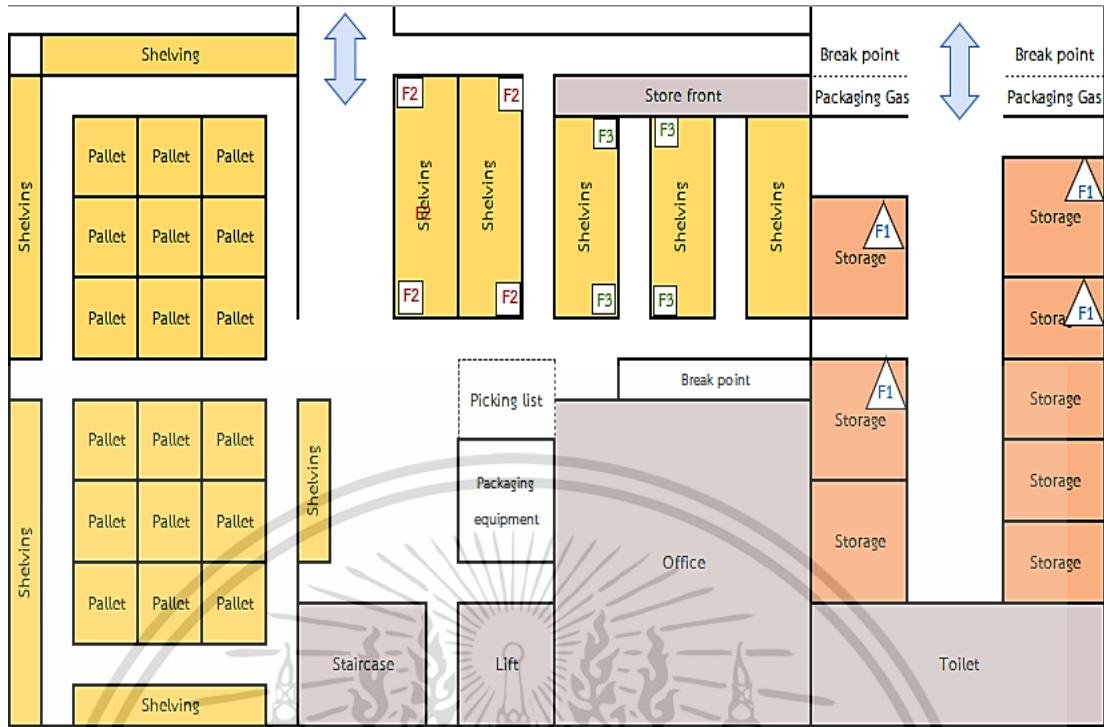 Shelving
Break point
Break point
Packaging Gas
Packaging Gas
Store front
F2
F2
F3
F3
Shelving
Pallet
Pallet
Pallet
Shelving
Shelving
Shelving
Shelving
Shelving
F1
Storage
F1
Storage
Pallet
Pallet
Pallet
F2
F2
F2
F3
F3
F1
Stora
Pallet
Pallet
Pallet
Picking list
Break point
F1
Storage
Storage
Shelving
Pallet
Pallet
Pallet
Shelving
Packaging
equipment
Storage
Pallet
Pallet
Pallet
Office
Storage
Storage
Pallet
Pallet
Pallet
Staircase
Lift
Toilet
Shelving